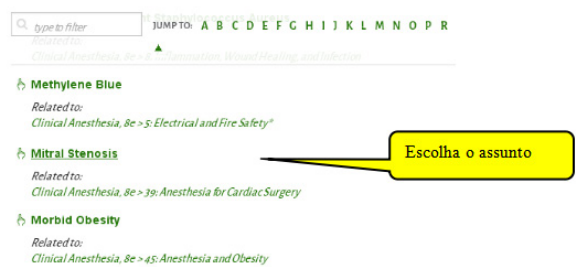 type to filter
JUMP TO: A B C D E F G H I J K L M N O P R
Related to:
Clinical Anesthesia, 8e > 8: Inflammation, Wound Healing, and Infection
Methylene Blue
Related to:
Clinical Anesthesia, 8e > 5: Electrical and Fire Safety*
Mitral Stenosis
Related to:
Clinical Anesthesia, 8e > 39: Anesthesia for Cardiac Surgery
Escolha o assunto
Morbid Obesity
Related to:
Clinical Anesthesia, 8e > 45: Anesthesia and Obesity